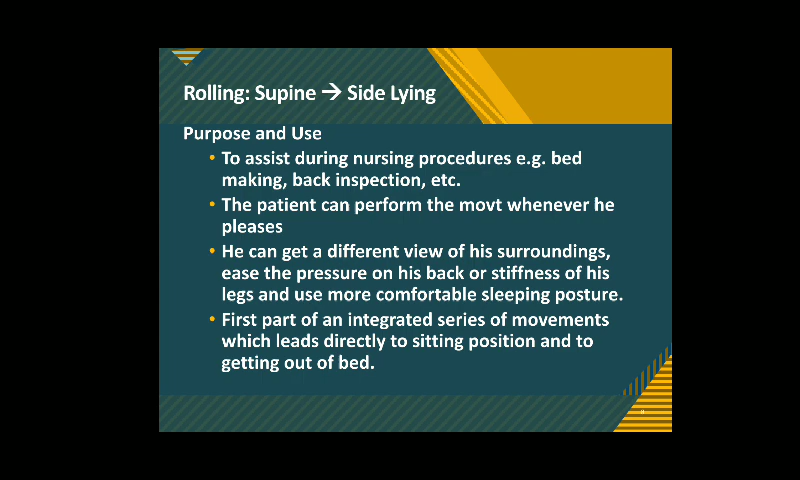 Rolling: Supine → Side Lying
Purpose and Use
• To assist during nursing procedures e.g. bed
making, back inspection, etc.
• The patient can perform the movt whenever he
pleases
• He can get a different view of his surroundings,
ease the pressure on his back or stiffness of his
legs and use more comfortable sleeping posture.
• First part of an integrated series of movements
which leads directly to sitting position and to
getting out of bed.